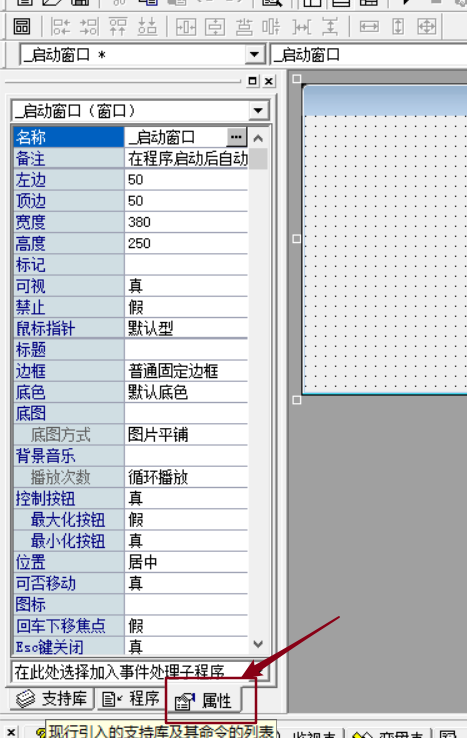 _启动窗口 *
_启动窗口
_启动窗口（窗口）
名称 _启动窗口 ...
备注 在程序启动后自动
左边 50
顶边 50
宽度 380
高度 250
标记
可视 真
禁止 假
鼠标指针 默认型
标题
边框 普通固定边框
底色 默认底色
底图
底图方式 图片平铺
背景音乐
播放次数 循环播放
控制按钮 真
最大化按钮 假
最小化按钮 真
位置 居中
可否移动 真
图标
回车下移焦点 假
Esc键关闭 真
在此处选择加入事件处理子程序
支持库 程序 属性
现行引入的支持库及其命令的列表